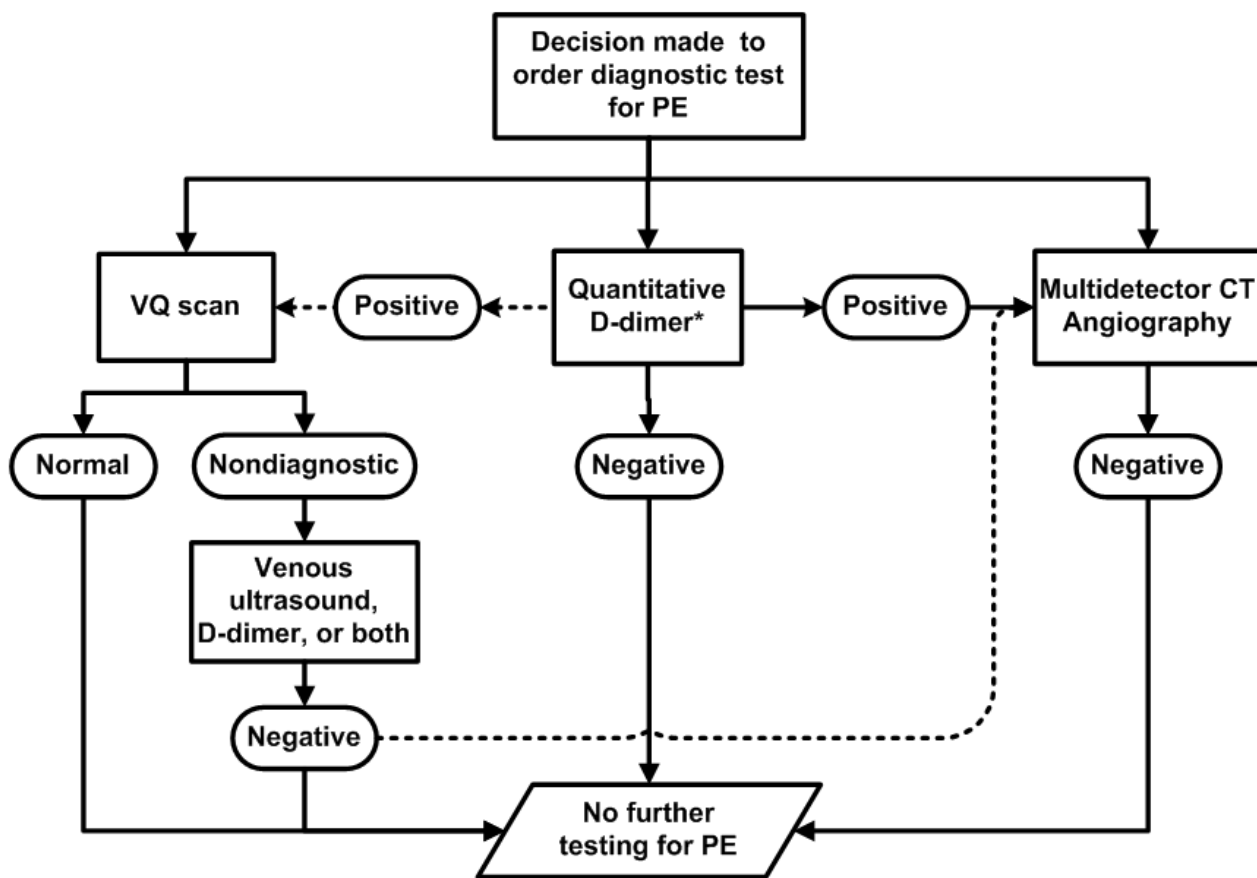 Decision made to
order diagnostic test
for PE
VQ scan
Positive
Quantitative
D-dimer*
Positive
Multidetector CT
Angiography
Normal
Nondiagnostic
Negative
Negative
Venous
ultrasound,
D-dimer, or both
Negative
No further
testing for PE